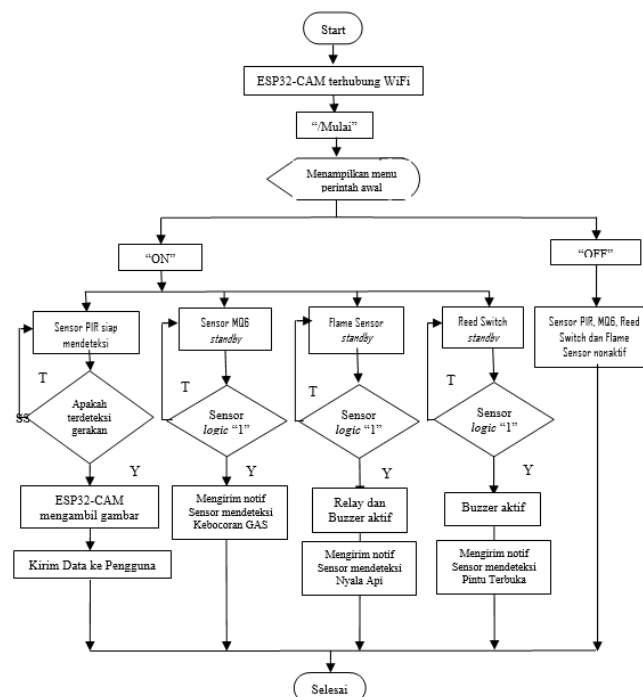 Start
ESP32-CAM terhubung WiFi
“/Mulai”
Menampilkan menu
perintah awal
“ON”
“OFF”
Sensor PIR siap
mendeteksi
Sensor MQ6
standby
Flame Sensor
standby
Reed Switch
standby
Sensor PIR, MQ6, Reed
Switch dan Flame
Sensor nonaktif
T
T
T
T
Apakah
terdeteksi
gerakan
Sensor
logic “1”
Sensor
logic “1”
Sensor
logic “1”
Y
Y
Y
Y
ESP32-CAM
mengambil gambar
Mengirim notif
Sensor mendeteksi
Kebocoran GAS
Relay dan
Buzzer aktif
Buzzer aktif
Kirim Data ke Pengguna
Mengirim notif
Sensor mendeteksi
Nyala Api
Mengirim notif
Sensor mendeteksi
Pintu Terbuka
Selesai